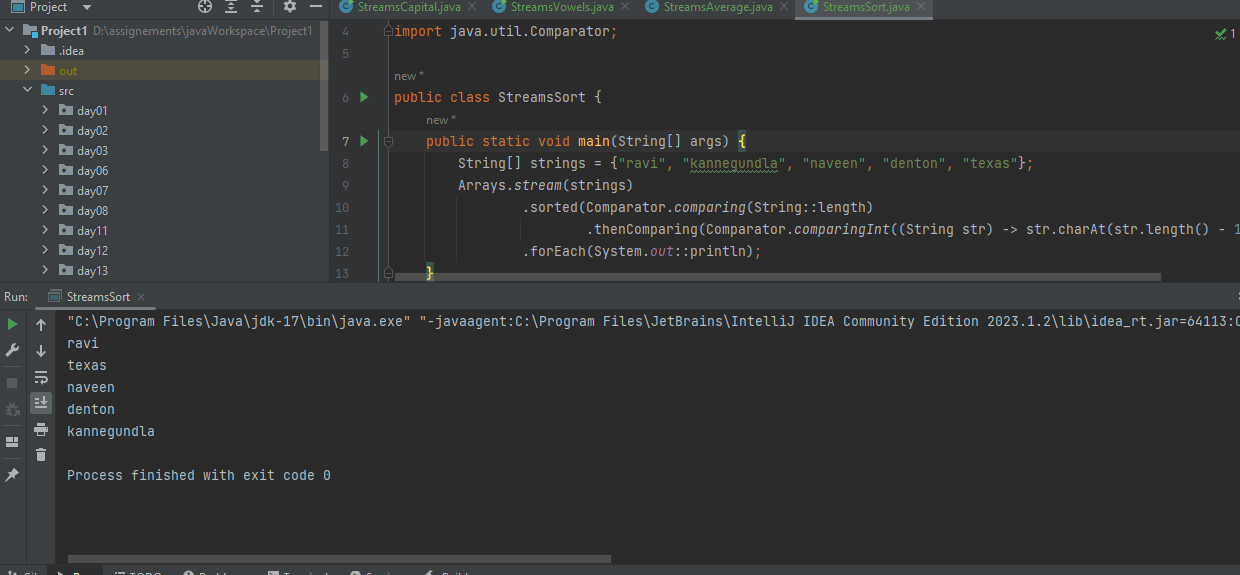 Project
StreamsCapital.java
StreamsVowels.java
StreamsAverage.java
StreamsSort.java
Project1 D:\assignements\javaWorkspace\Project1
.idea
out
src
day01
day02
day03
day06
day07
day08
day11
day12
day13
4 import java.util.Comparator;
5
new *
6 public class StreamsSort {
new *
7 public static void main(String[] args) {
8 String[] strings = {"ravi", "kannegundla", "naveen", "denton", "texas"};
9 Arrays.stream(strings)
10 .sorted(Comparator.comparing(String::length)
11 .thenComparing(Comparator.comparingInt((String str) -> str.charAt(str.length() - 1
12 .forEach(System.out::println);
13 }
1
Run: StreamsSort
"C:\Program Files\Java\jdk-17\bin\java.exe" "-javaagent:C:\Program Files\JetBrains\IntelliJ IDEA Community Edition 2023.1.2\lib\idea_rt.jar=64113:C
ravi
texas
naveen
denton
kannegundla
Process finished with exit code 0